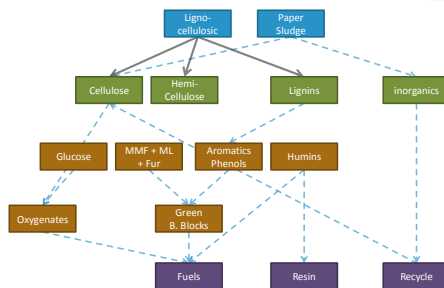 Ligno-
cellulosic
Paper
Sludge
Cellulose
Hemi-
Cellulose
Lignins
inorganics
Glucose
MMF + ML
+ Fur
Aromatics
Phenols
Humins
Oxygenates
Green
B. Blocks
Fuels
Resin
Recycle